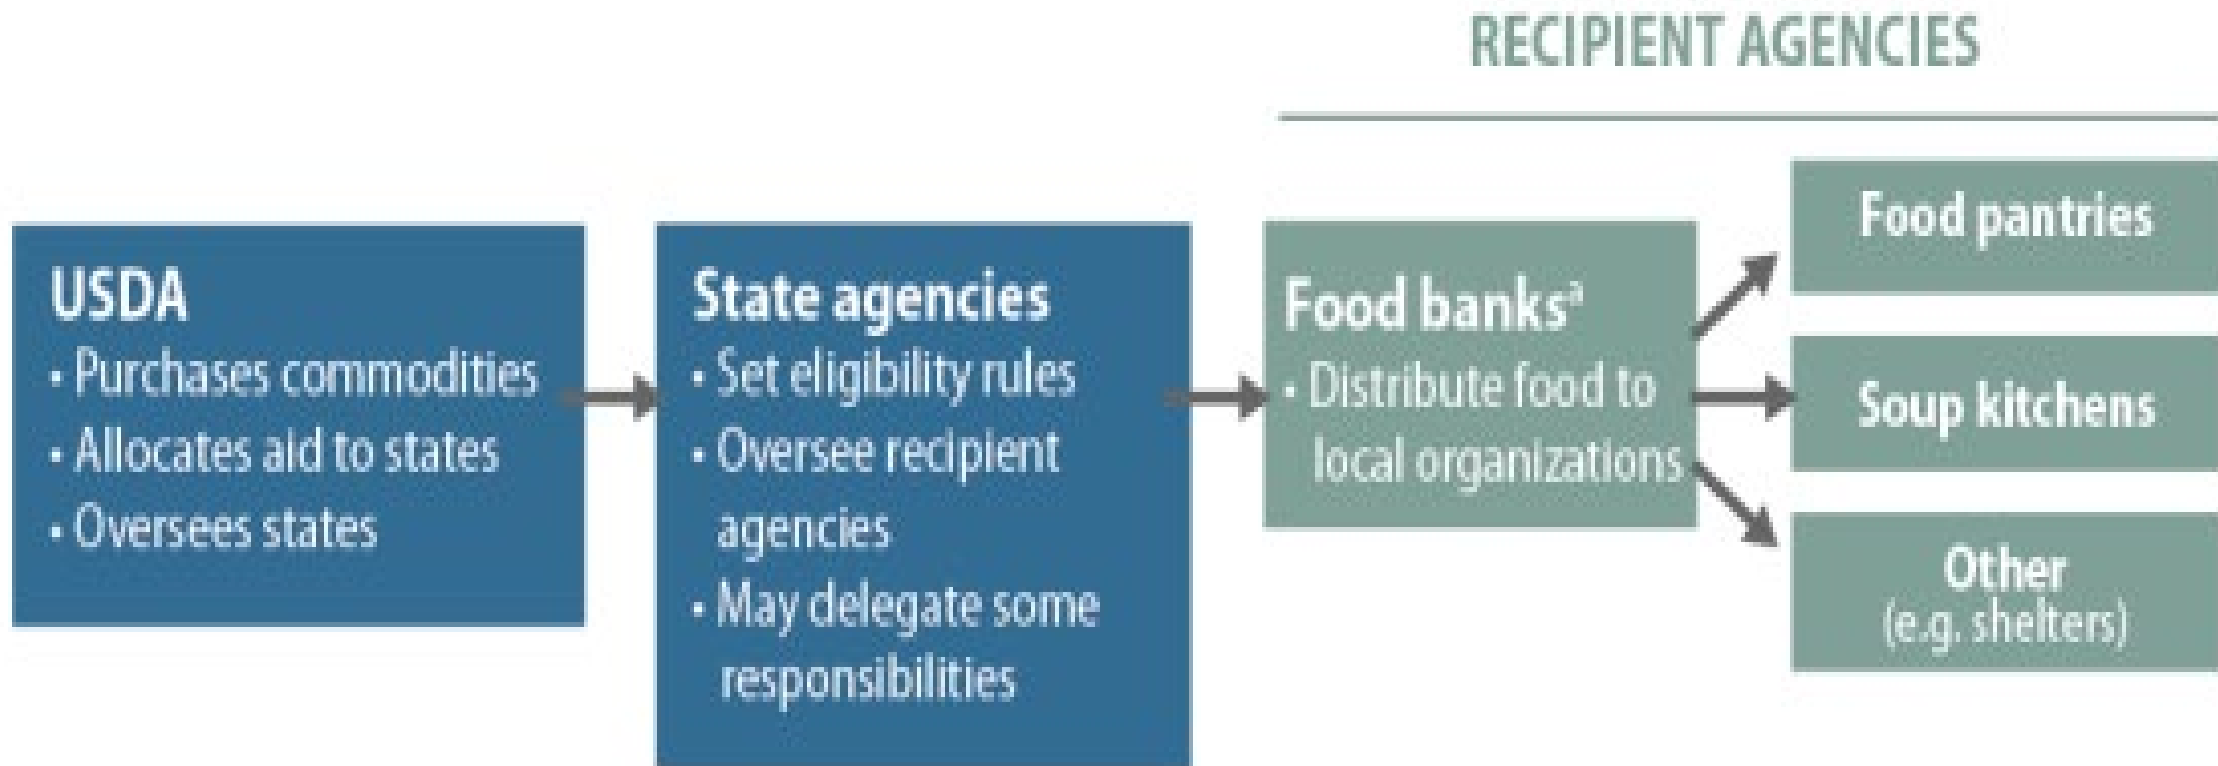 RECIPIENT AGENCIES
USDA
• Purchases commodities
• Allocates aid to states
• Oversees states
State agencies
• Set eligibility rules
• Oversee recipient
agencies
• May delegate some
responsibilities
Food banksᵃ
• Distribute food to
local organizations
Food pantries
Soup kitchens
Other
(e.g. shelters)